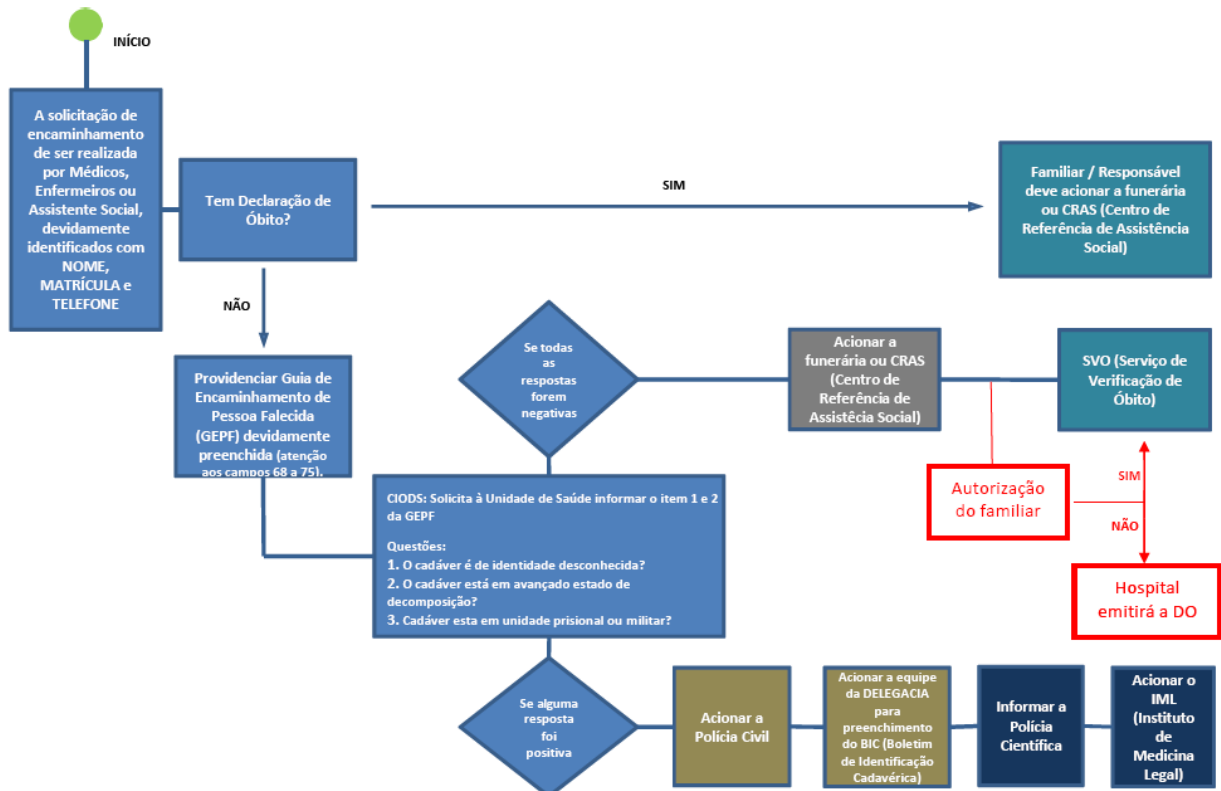 INÍCIO
A solicitação de
encaminhamento
de ser realizada
por Médicos,
Enfermeiros ou
Assistente Social,
devidamente
identificados com
NOME,
MATRÍCULA e
TELEFONE
Tem Declaração de
Óbito?
SIM
Familiar / Responsável
deve acionar a funerária
ou CRAS (Centro de
Referência de Assistência
Social)
NÃO
Providenciar Guia de
Encaminhamento de
Pessoa Falecida
(GEPF) devidamente
preenchida (atenção
aos campos 68 a 75).
Se todas
as
respostas
forem
negativas
Acionar a
funerária ou CRAS
(Centro de
Referência de
Assistêcia Social)
SVO (Serviço de
Verificação de
Óbito)
Autorização
do familiar
SIM
NÃO
Hospital
emitirá a DO
CIODS: Solicita à Unidade de Saúde informar o item 1 e 2
da GEPF
Questões:
1. O cadáver é de identidade desconhecida?
2. O cadáver está em avançado estado de
decomposição?
3. Cadáver esta em unidade prisional ou militar?
Se alguma
resposta
foi
positiva
Acionar a
Polícia Civil
Acionar a equipe
da DELEGACIA
para
preenchimento
do BIC (Boletim
de Identificação
Cadavérica)
Informar a
Polícia
Científica
Acionar o
IML
(Instituto
de
Medicina
Legal)